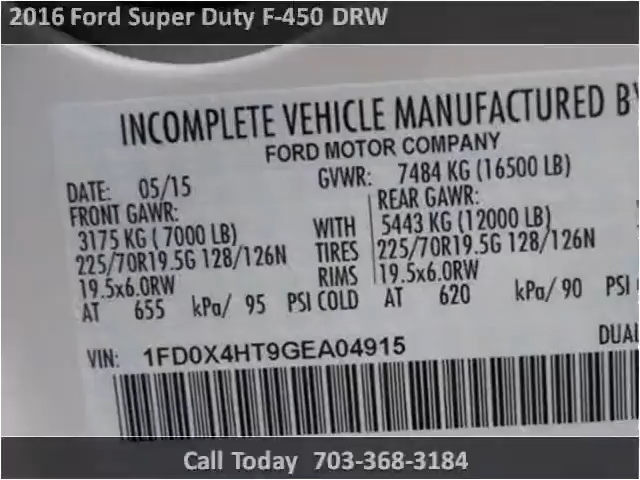 2016 Ford Super Duty F-450 DRW
INCOMPLETE VEHICLE MANUFACTURED BY
FORD MOTOR COMPANY
DATE: 05/15 GVWR: 7484 KG (16500 LB)
FRONT GAWR: REAR GAWR:
3175 KG ( 7000 LB) WITH 5443 KG (12000 LB)
225/70R19.5G 128/126N TIRES 225/70R19.5G 128/126N
19.5x6.0RW RIMS 19.5x6.0RW
AT 655 kPa/ 95 PSI COLD AT 620 kPa/ 90 PSI
VIN: 1FD0X4HT9GEA04915 DUAL
Call Today 703-368-3184